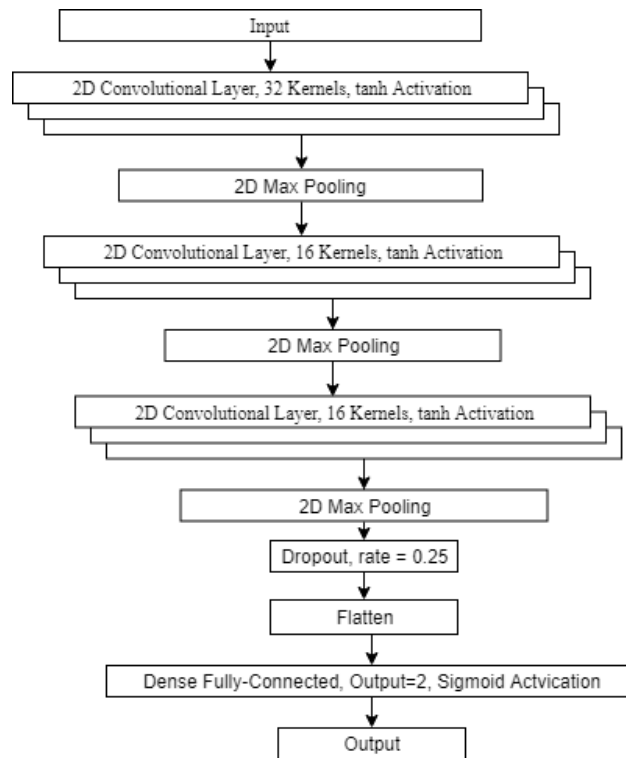 Input
2D Convolutional Layer, 32 Kernels, tanh Activation
2D Max Pooling
2D Convolutional Layer, 16 Kernels, tanh Activation
2D Max Pooling
2D Convolutional Layer, 16 Kernels, tanh Activation
2D Max Pooling
Dropout, rate = 0.25
Flatten
Dense Fully-Connected, Output=2, Sigmoid Actvication
Output